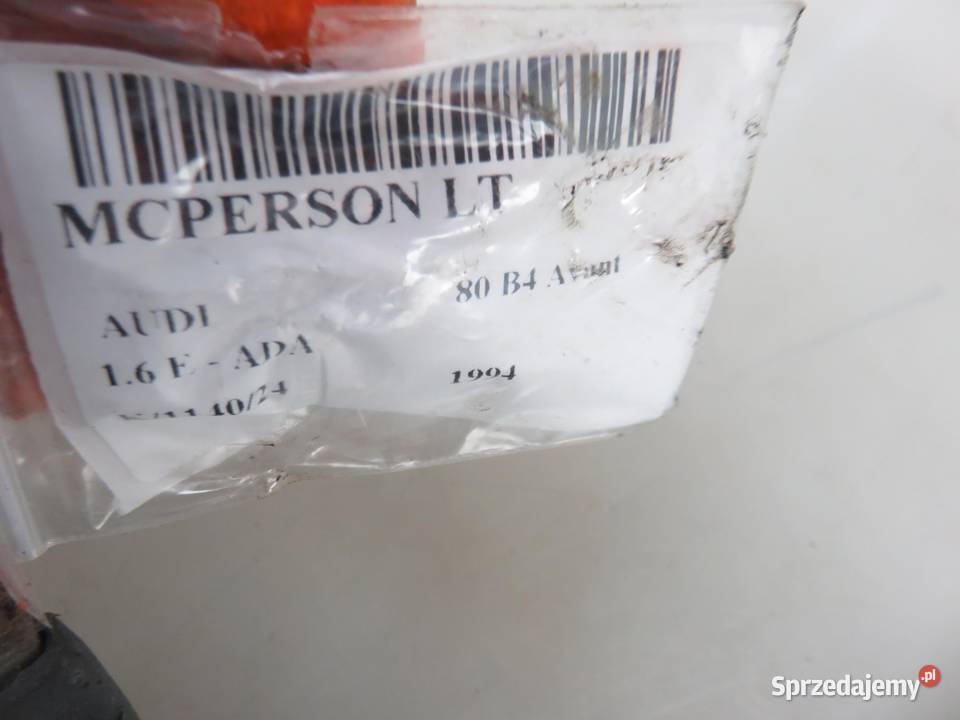 MCPERSON LT
AUDI
80 B4 Avant
1.6 E - ADA
1994
Sprzedajemy.pl